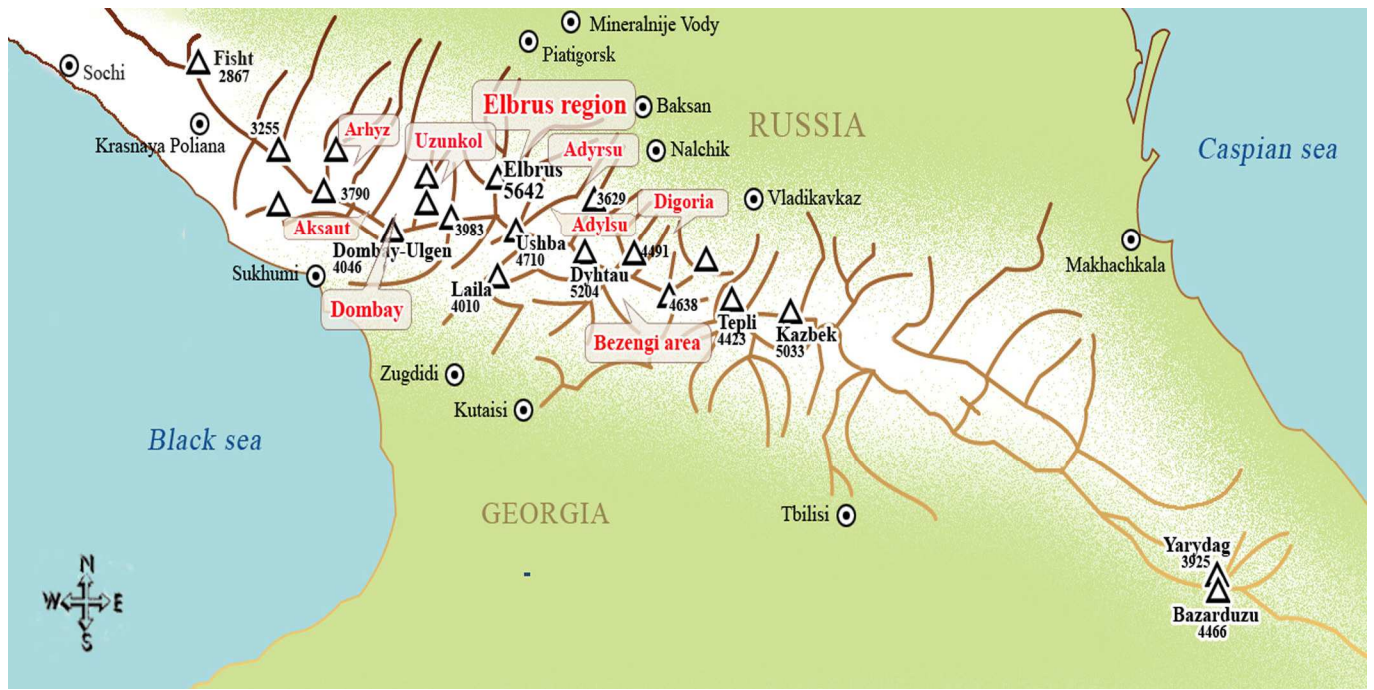 Mineralnije Vody
Piatigorsk
Fisht
2867
Sochi
Elbrus region
Baksan
RUSSIA
Krasnaya Poliana
3255
Arhyz
Uzunkol
Adyrsu
Nalchik
Caspian sea
Elbrus
5642
3790
3629
Digoria
Vladikavkaz
Aksaut
3983
Adylsu
Dombay-Ulgen
4046
Ushba
4710
4491
Makhachkala
Sukhumi
Laila
4010
Dyhtau
5204
4638
Dombay
Tepli
4423
Kazbek
5033
Bezengi area
Zugdidi
Kutaisi
Black sea
GEORGIA
Tbilisi
Yarydag
3925
Bazarduzu
4466
N
W E
S